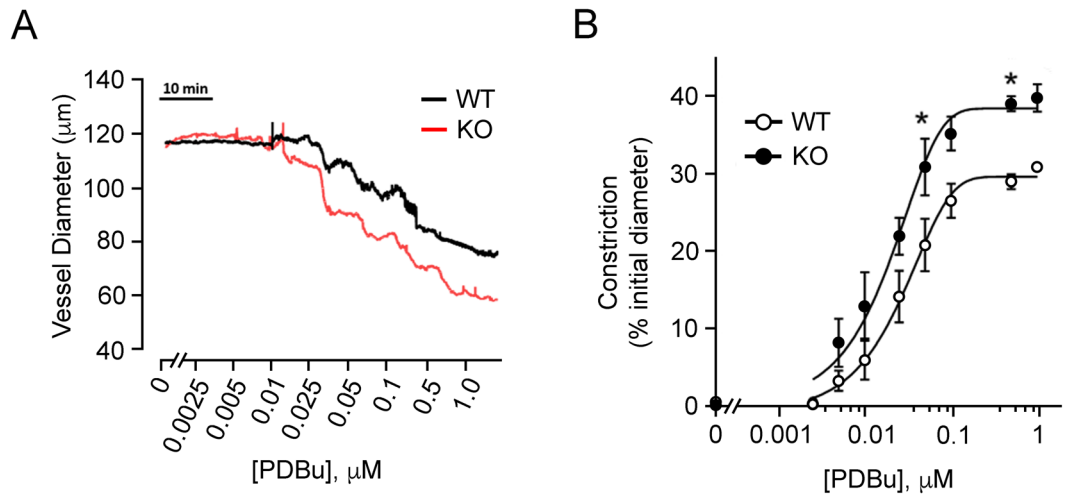 A
140
120
100
80
60
40
Vessel Diameter (μm)
10 min
WT
KO
0
0.0025
0.005
0.01
0.025
0.05
0.1
0.5
1.0
[PDBu], μM
B
40
30
20
10
0
Constriction
(% initial diameter)
WT
KO
*
*
0
0.001
0.01
0.1
1
[PDBu], μM